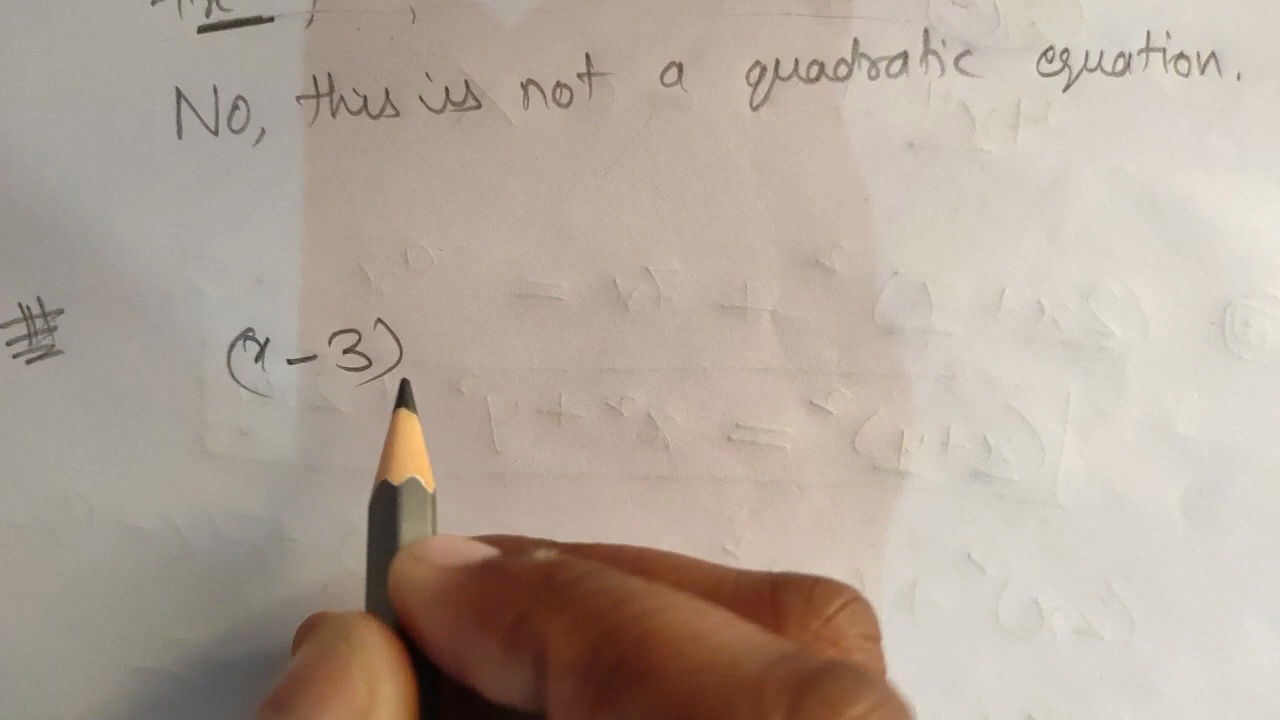 No, this is not a quadratic equation.
(x - 3)